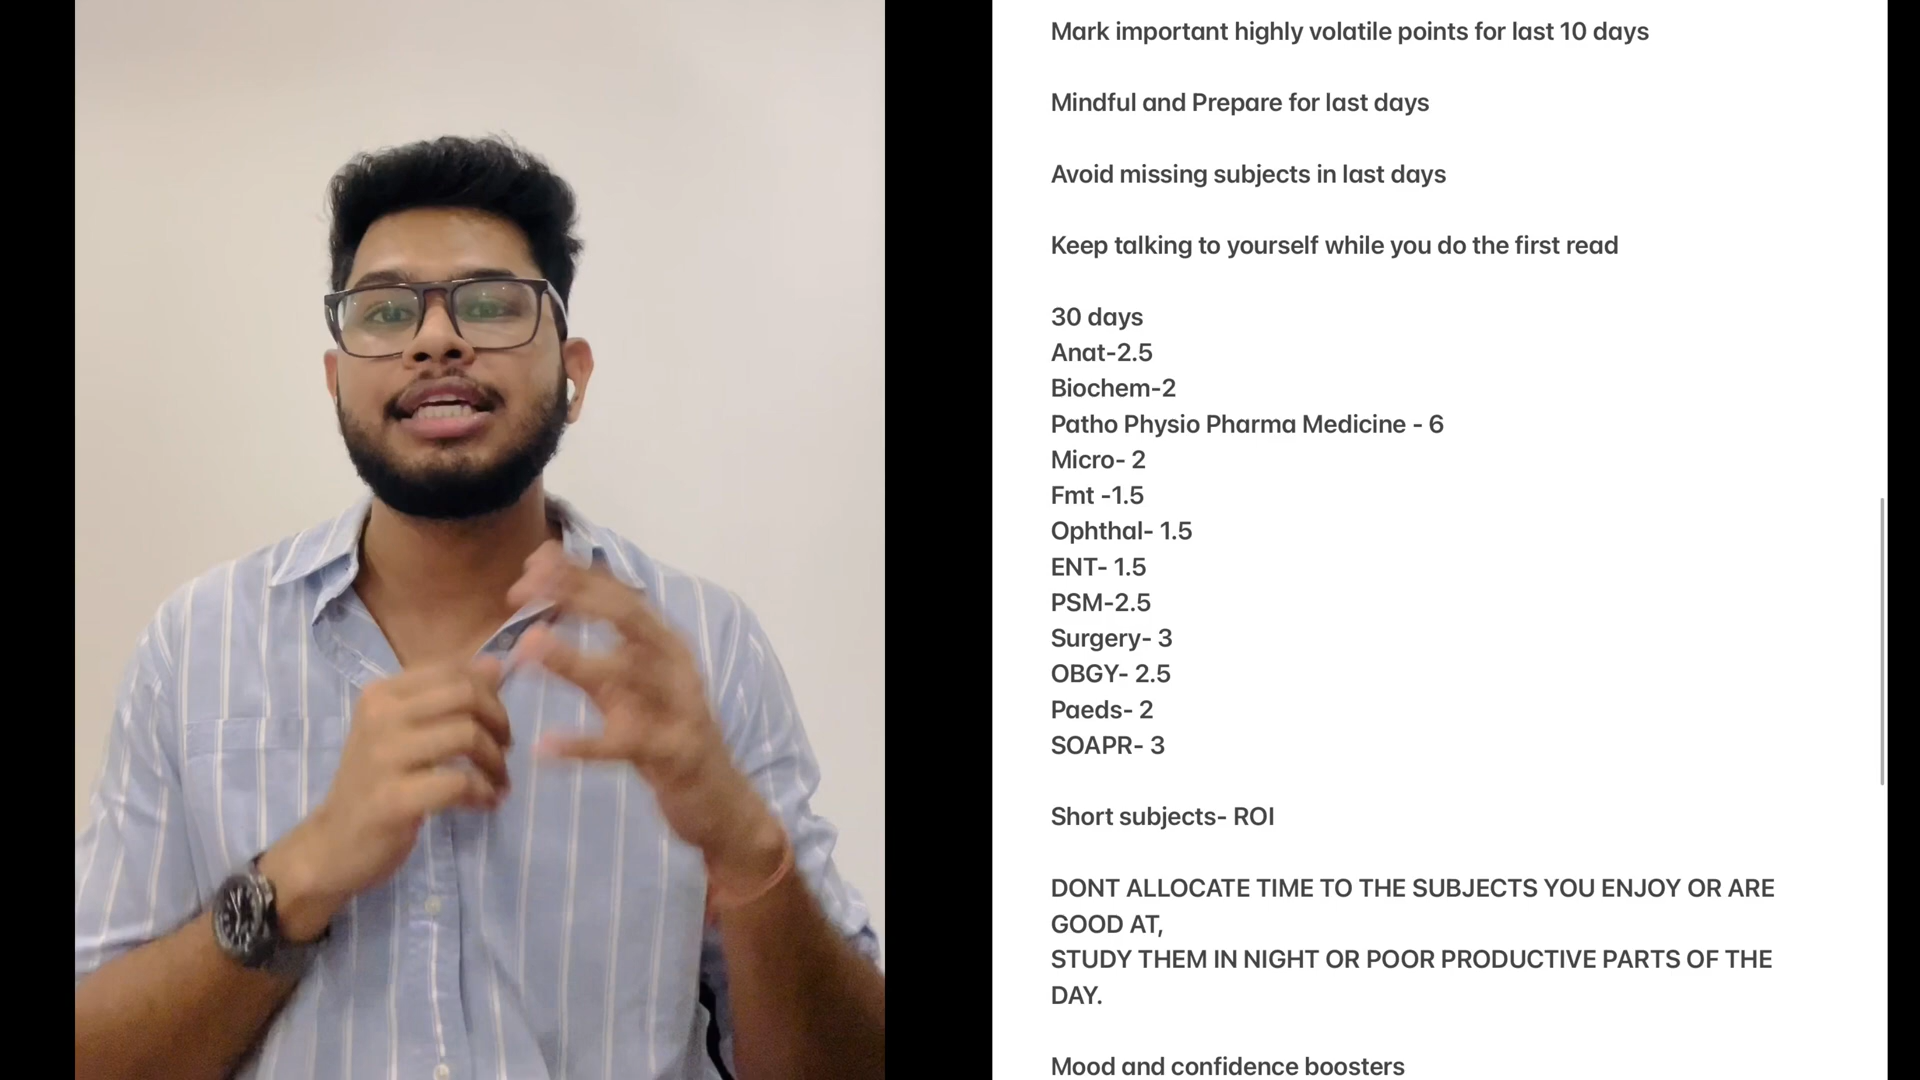 Mark important highly volatile points for last 10 days
Mindful and Prepare for last days
Avoid missing subjects in last days
Keep talking to yourself while you do the first read
30 days
Anat-2.5
Biochem-2
Patho Physio Pharma Medicine - 6
Micro- 2
Fmt -1.5
Ophthal- 1.5
ENT- 1.5
PSM-2.5
Surgery- 3
OBGY- 2.5
Paeds- 2
SOAPR- 3
Short subjects- ROI
DONT ALLOCATE TIME TO THE SUBJECTS YOU ENJOY OR ARE
GOOD AT,
STUDY THEM IN NIGHT OR POOR PRODUCTIVE PARTS OF THE
DAY.
Mood and confidence boosters